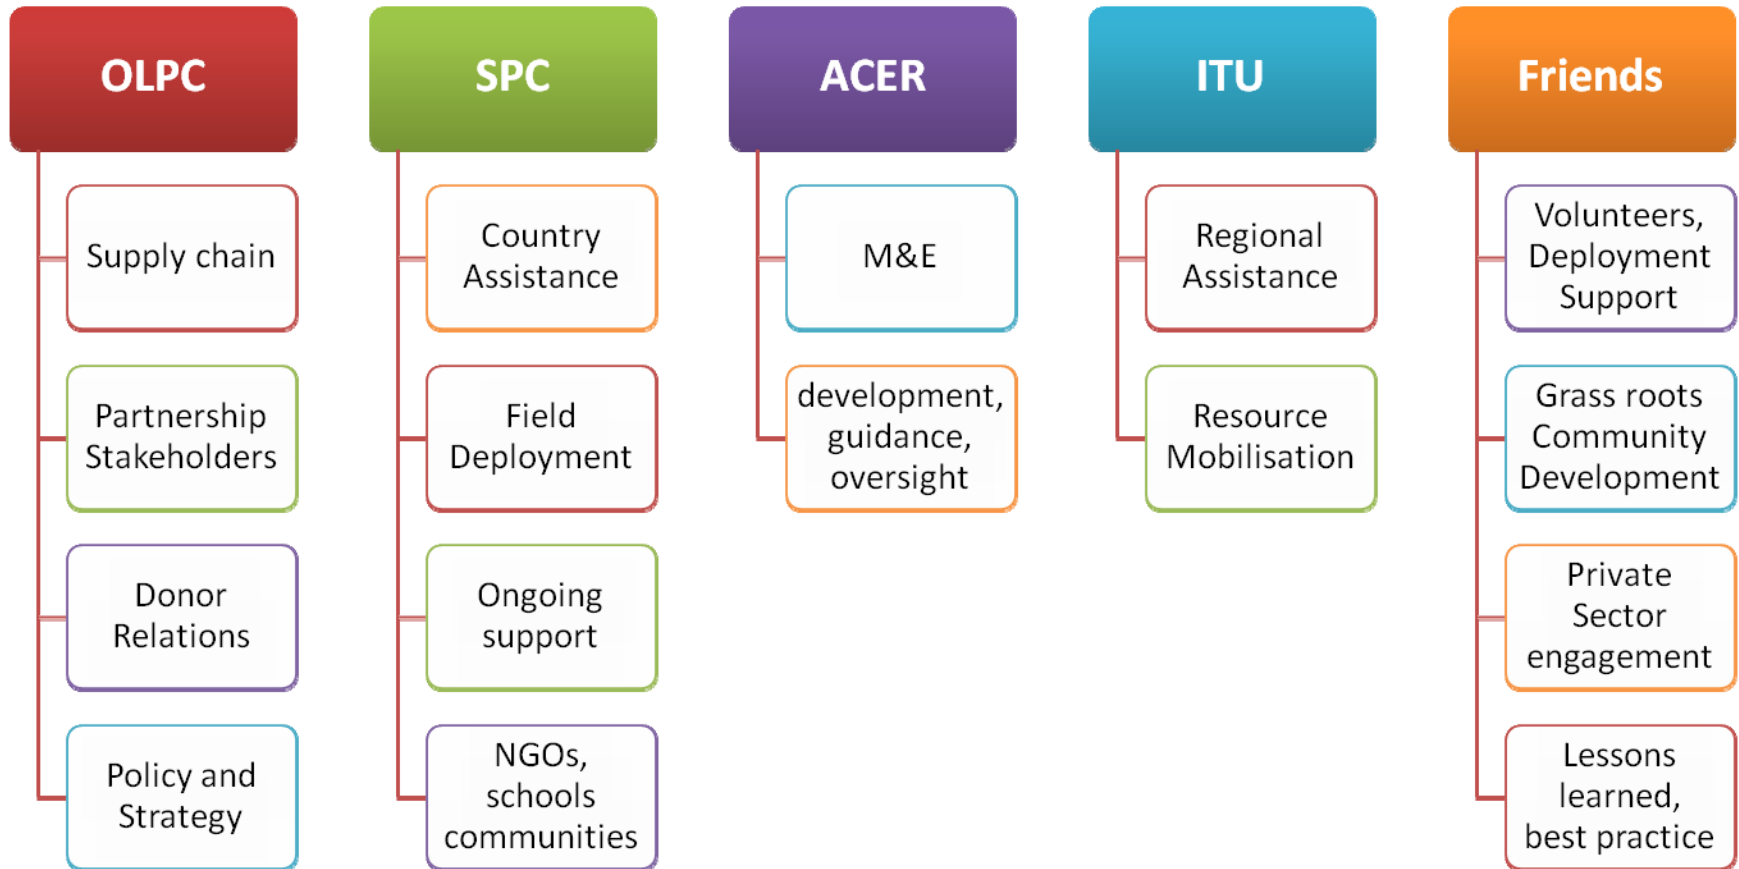 OLPC
Supply chain
Partnership
Stakeholders
Donor
Relations
Policy and
Strategy
SPC
Country
Assistance
Field
Deployment
Ongoing
support
NGOs,
schools
communities
ACER
M&E
development,
guidance,
oversight
ITU
Regional
Assistance
Resource
Mobilisation
Friends
Volunteers,
Deployment
Support
Grass roots
Community
Development
Private
Sector
engagement
Lessons
learned,
best practice